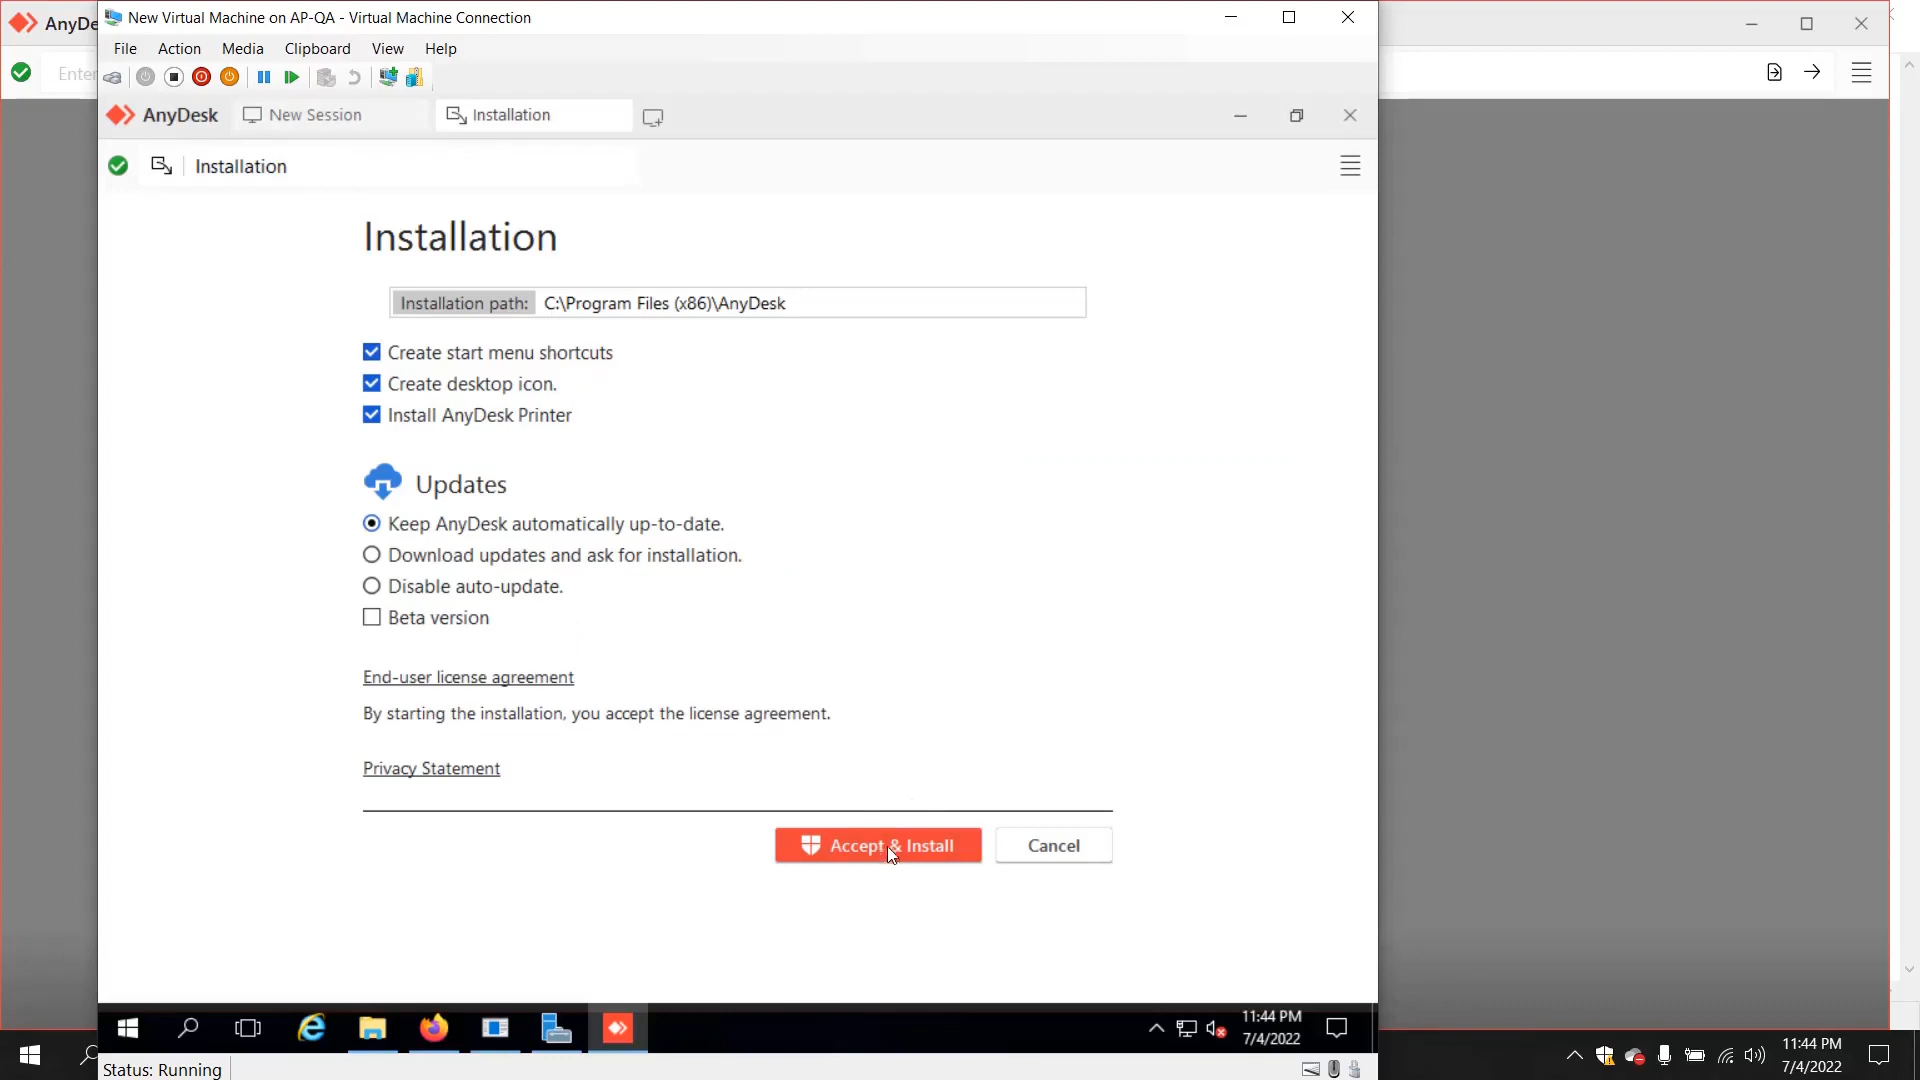 AnyDe
New Virtual Machine on AP-QA - Virtual Machine Connection
File Action Media Clipboard View Help
Enter
AnyDesk New Session Installation
Installation
Installation
Installation path: C:\Program Files (x86)\AnyDesk
Create start menu shortcuts
Create desktop icon.
Install AnyDesk Printer
Updates
Keep AnyDesk automatically up-to-date.
Download updates and ask for installation.
Disable auto-update.
Beta version
End-user license agreement
By starting the installation, you accept the license agreement.
Privacy Statement
Accept & Install Cancel
11:44 PM
7/4/2022
Status: Running
11:44 PM
7/4/2022